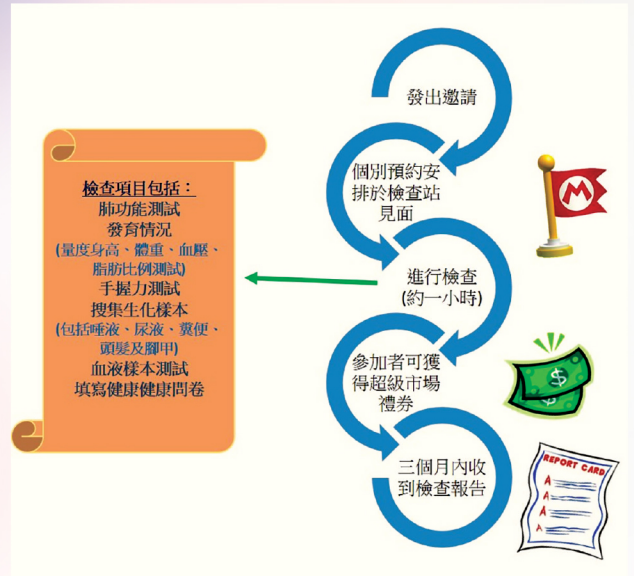 發出邀請
個別預約安
排於檢查站
見面
進行檢查
(約一小時)
參加者可獲
得超級市場
禮券
三個月內收
到檢查報告
檢查項目包括：
肺功能測試
發育情況
(量度身高、體重、血壓、
脂肪比例測試)
手握力測試
搜集生化樣本
(包括唾液、尿液、糞便、
頭髮及腳甲)
血液樣本測試
填寫健康健康問卷
M
$
$
REPORT CARD
A
A
A
A